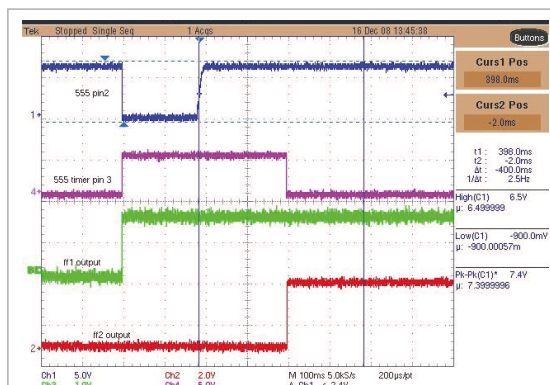 Tek Stopped Single Seq 1 Acqs 16 Dec 08 13:45:38
Buttons
Curs1 Pos
398.0ms
Curs2 Pos
-2.0ms
t1 : 398.0ms
t2 : -2.0ms
Δt : -400.0ms
1/Δt : 2.5Hz
High(C1) 6.5V
μ: 6.499999
Low(C1) -900.0mV
μ: -900.00057m
Pk-Pk(C1)* 7.4V
μ: 7.3999996
555 pin2
1
555 timer pin 3
4
ff1 output
ff2 output
2
Ch1 5.0V Ch2 2.0V M 100ms 5.0kS/s 200μs/pt